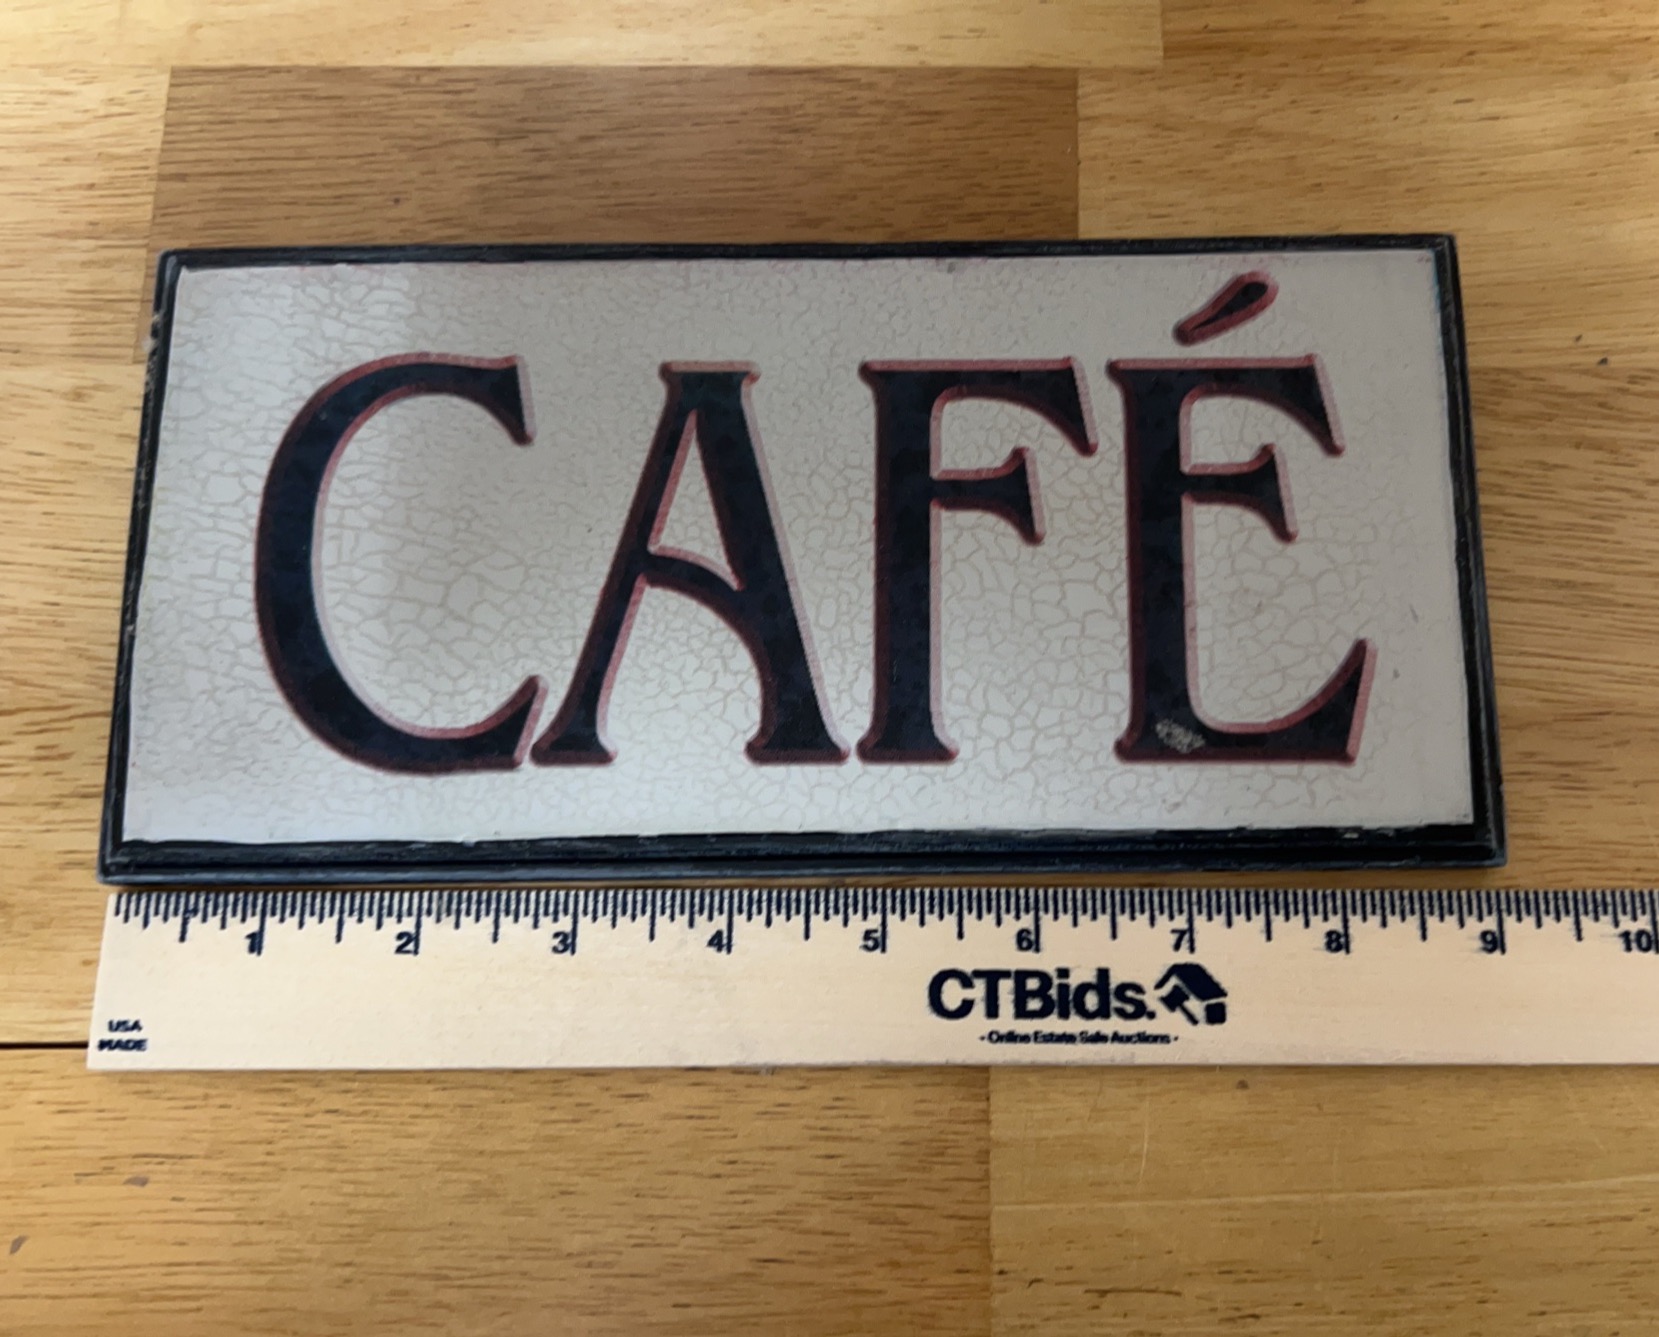 CAFÉ
1 2 3 4 5 6 7 8 9 10
CTBids.
- Online Estate Sale Auctions -
USA
MADE